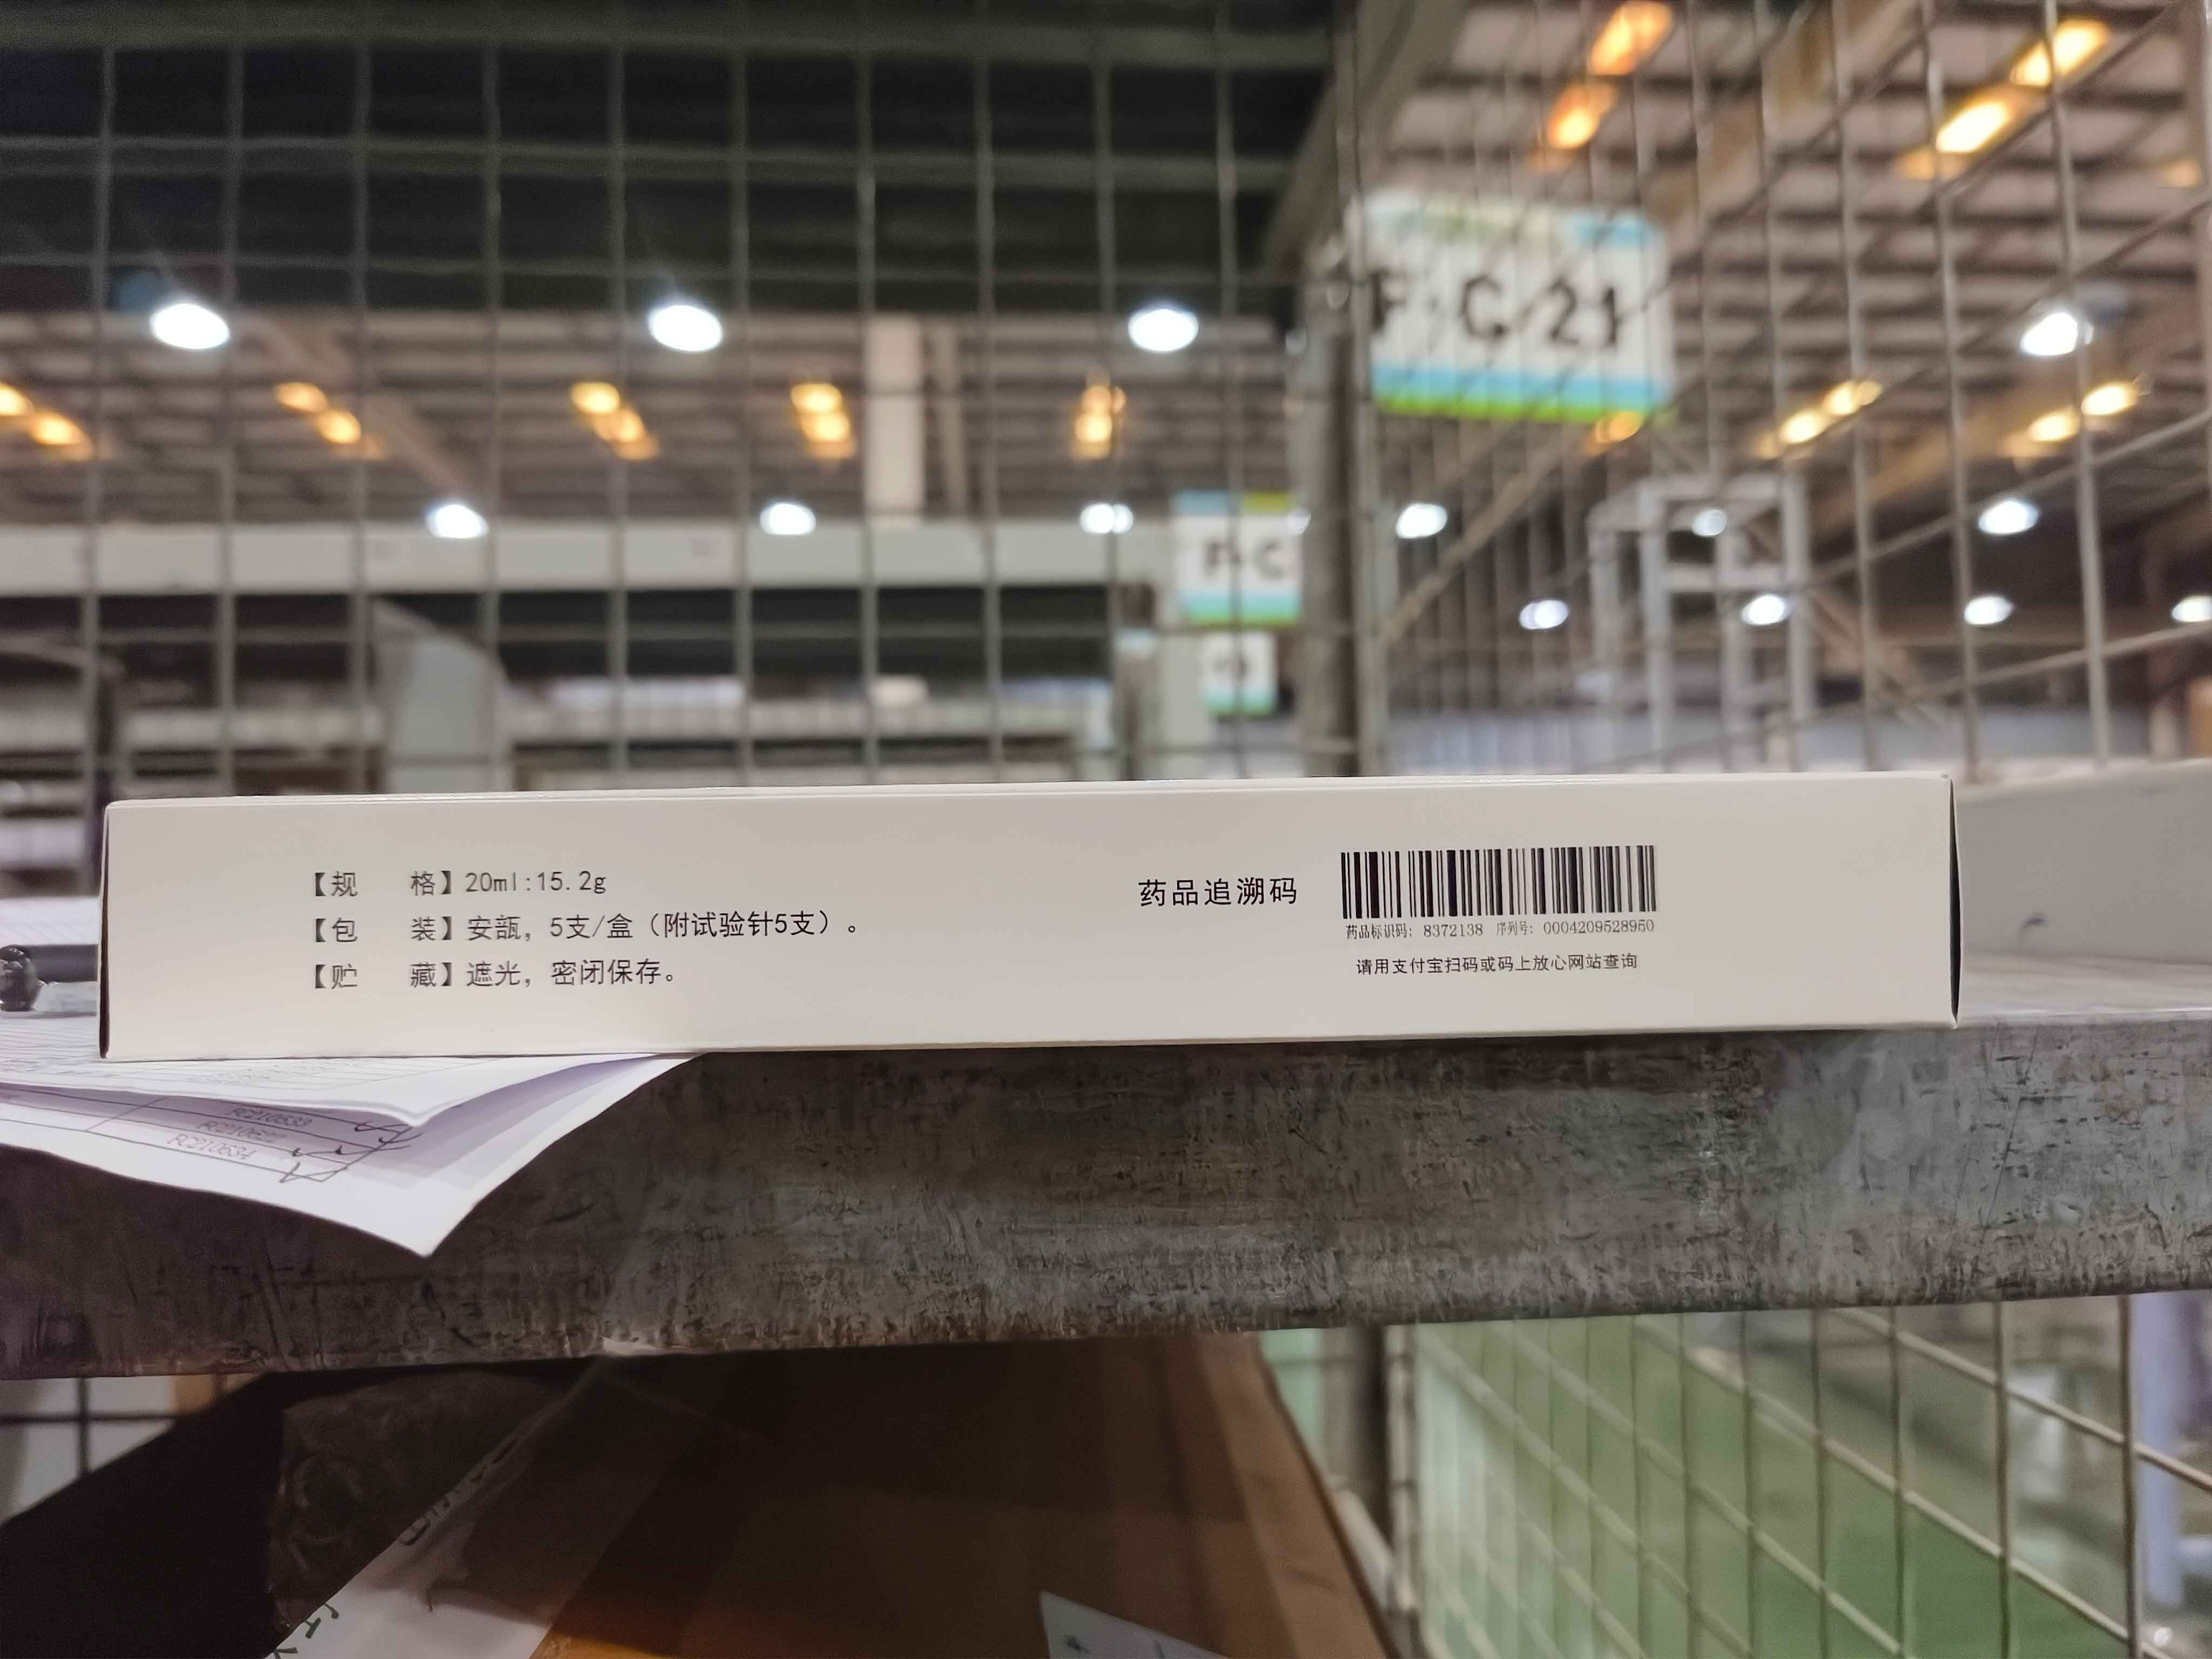 F-C-21
F-C
【规 格】20ml:15.2g
【包 装】安瓿，5支/盒（附试验针5支）。
【贮 藏】遮光，密闭保存。
药品追溯码
药品标识码：8372138 序列号：0004209528950
请用支付宝扫码或码上放心网站查询